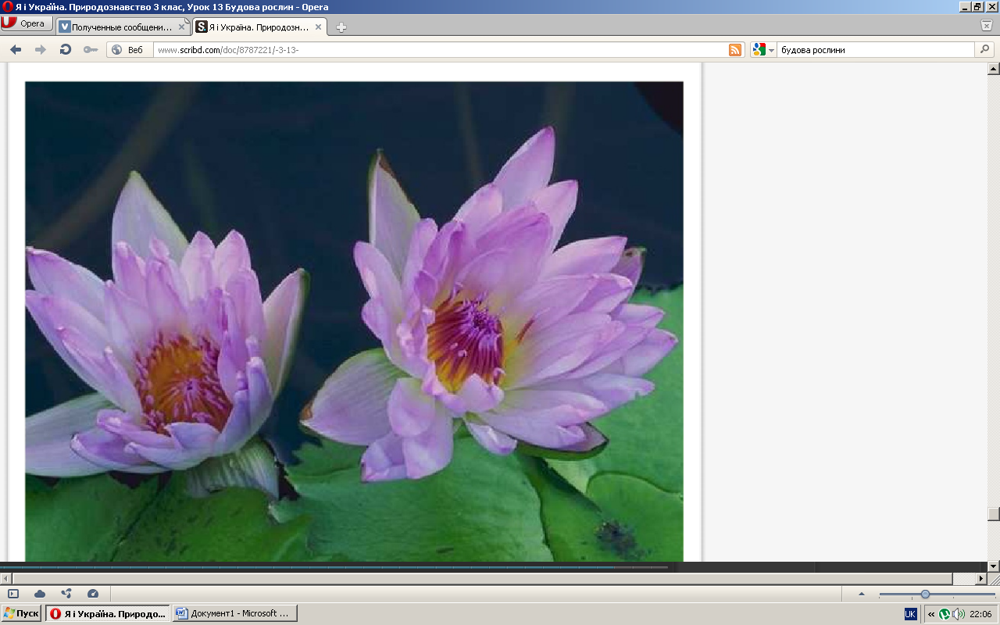 Я і Україна. Природознавство 3 клас, Урок 13 Будова рослин - Opera
Opera
Полученные сообщени...
Я і Україна. Природозн...
Веб
www.scribd.com/doc/8787221/-3-13-
будова рослини
Пуск
Я і Україна. Природо...
Документ1 - Microsoft ...
UK
22:06